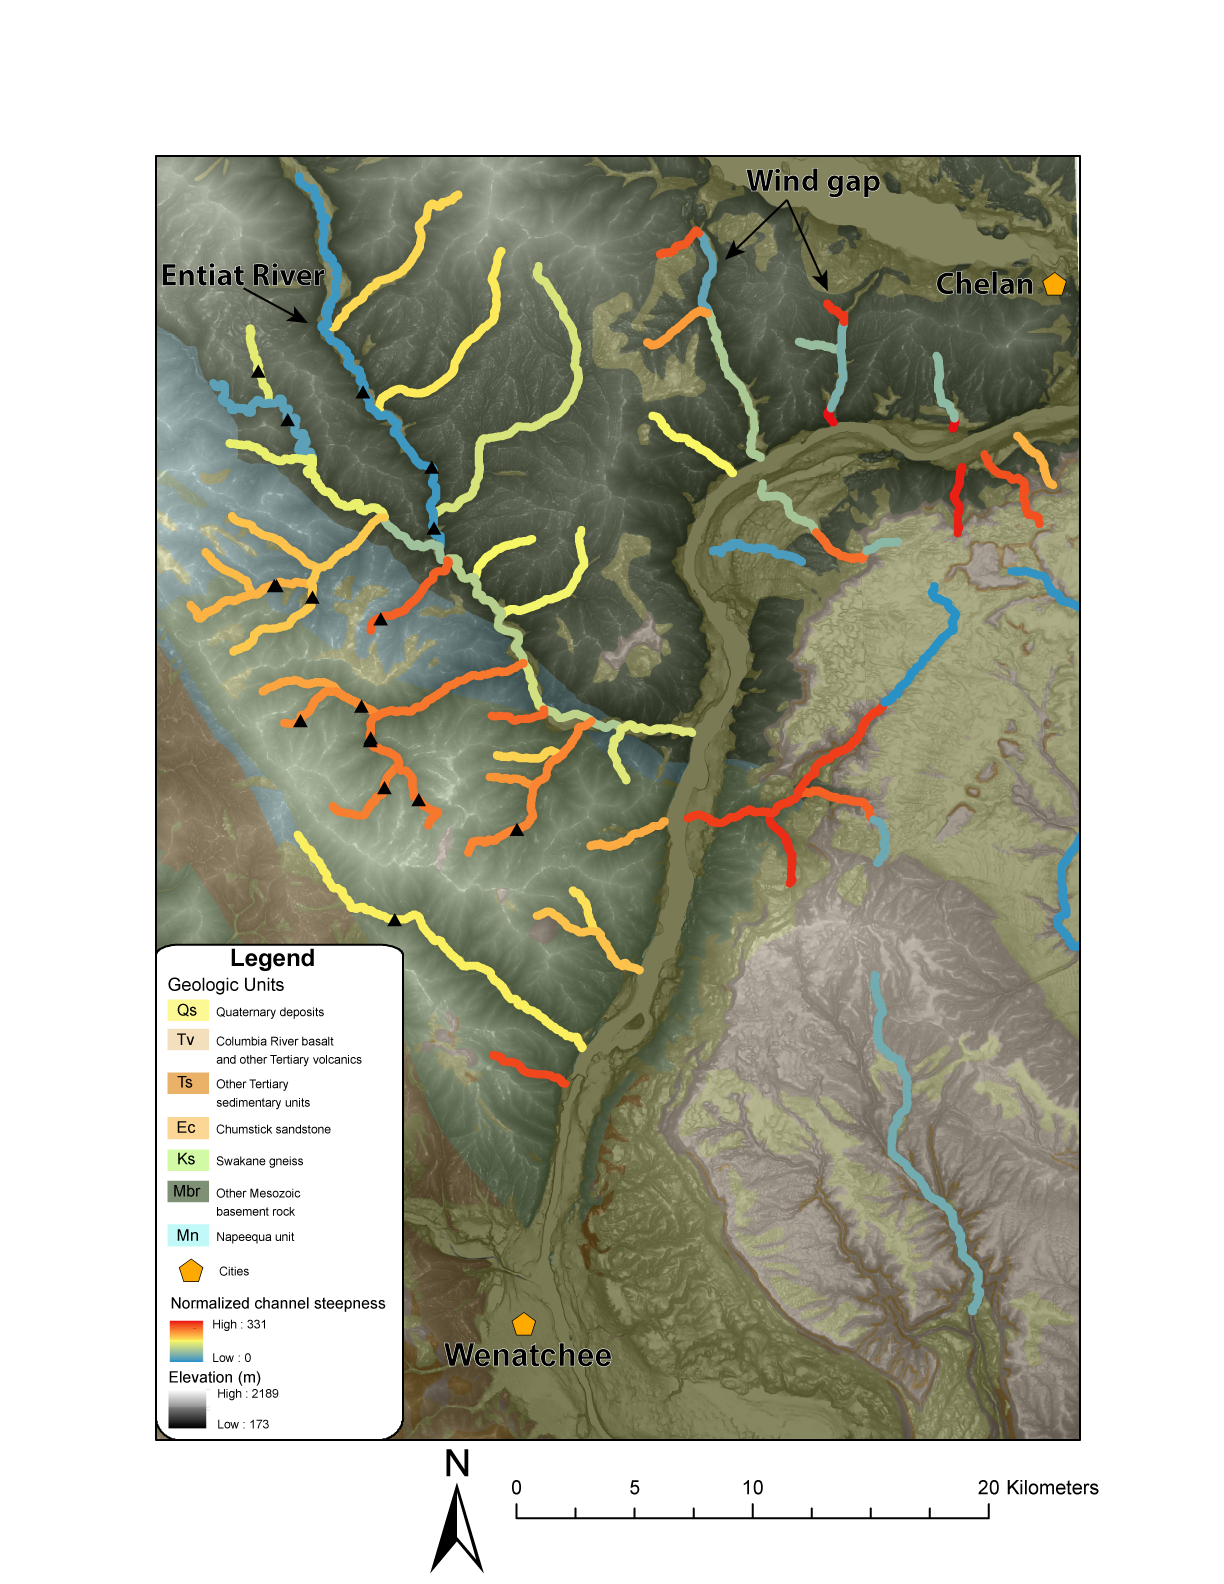 Wind gap
Entiat River
Chelan
Legend
Geologic Units
Qs Quaternary deposits
Tv Columbia River basalt
and other Tertiary volcanics
Ts Other Tertiary
sedimentary units
Ec Chumstick sandstone
Ks Swakane gneiss
Mbr Other Mesozoic
basement rock
Mn Napeequa unit
Cities
Normalized channel steepness
High : 331
Low : 0
Elevation (m)
High : 2189
Low : 173
Wenatchee
N
0 5 10 20 Kilometers